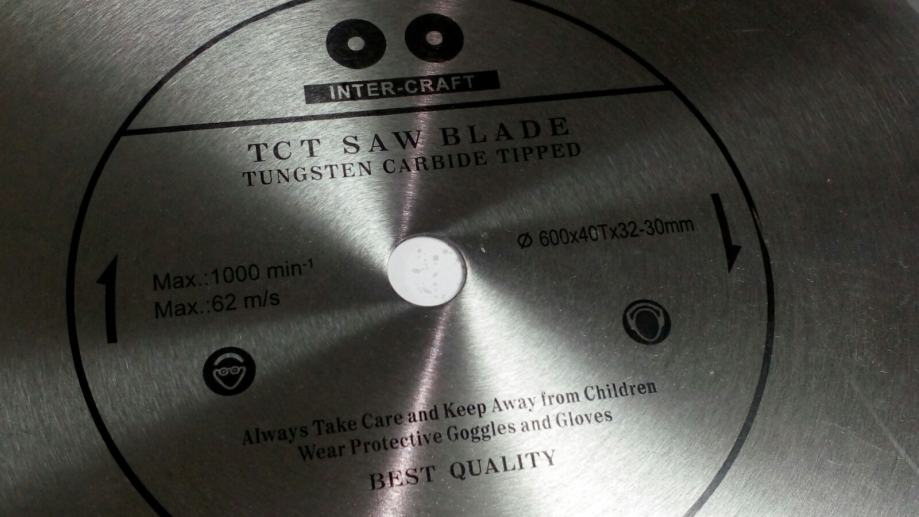 INTER-CRAFT
TCT SAW BLADE
TUNGSTEN CARBIDE TIPPED
Ø 600x40Tx32-30mm
Max.:1000 min⁻¹
Max.:62 m/s
Always Take Care and Keep Away from Children
Wear Protective Goggles and Gloves
BEST QUALITY